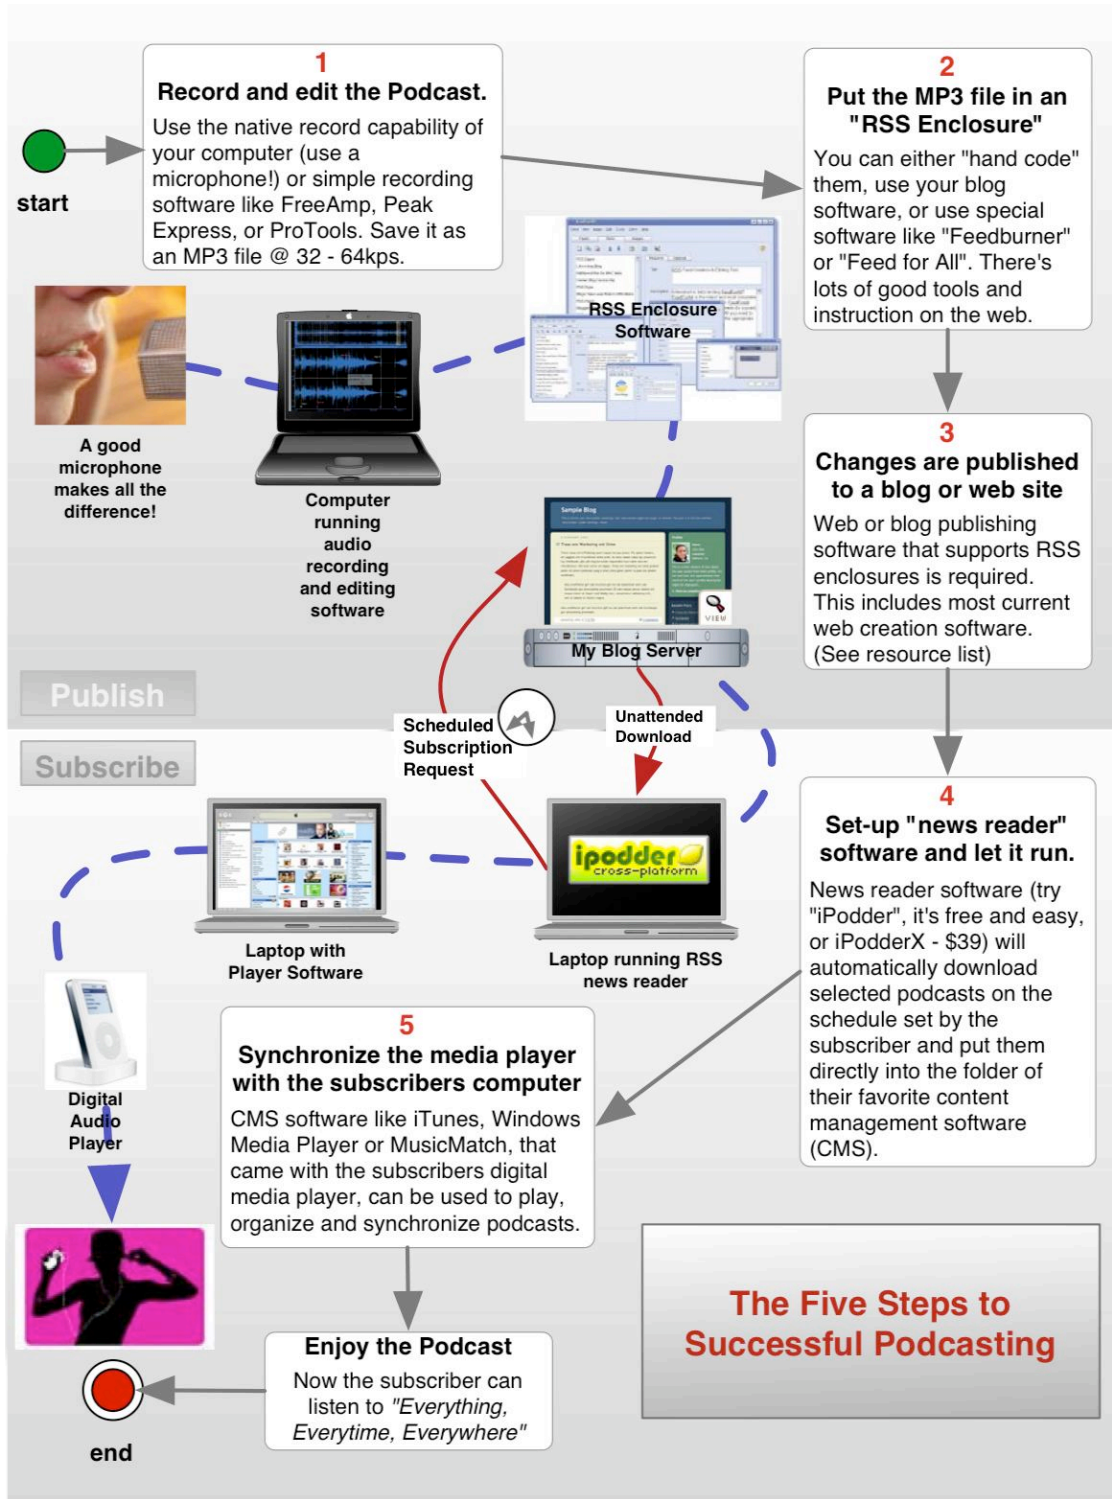 1
Record and edit the Podcast.
Use the native record capability of
your computer (use a
microphone!) or simple recording
software like FreeAmp, Peak
Express, or ProTools. Save it as
an MP3 file @ 32 - 64kps.
start
2
Put the MP3 file in an
"RSS Enclosure"
You can either "hand code"
them, use your blog
software, or use special
software like "Feedburner"
or "Feed for All". There's
lots of good tools and
instruction on the web.
RSS Enclosure
Software
A good
microphone
makes all the
difference!
Computer
running
audio
recording
and editing
software
3
Changes are published
to a blog or web site
Web or blog publishing
software that supports RSS
enclosures is required.
This includes most current
web creation software.
(See resource list)
Sample Blog
VIEW
My Blog Server
Publish
Subscribe
Scheduled
Subscription
Request
Unattended
Download
4
Set-up "news reader"
software and let it run.
News reader software (try
"iPodder", it's free and easy,
or iPodderX - $39) will
automatically download
selected podcasts on the
schedule set by the
subscriber and put them
directly into the folder of
their favorite content
management software
(CMS).
ipodder
cross-platform
Laptop with
Player Software
Laptop running RSS
news reader
Digital
Audio
Player
5
Synchronize the media player
with the subscribers computer
CMS software like iTunes, Windows
Media Player or MusicMatch, that
came with the subscribers digital
media player, can be used to play,
organize and synchronize podcasts.
Enjoy the Podcast
Now the subscriber can
listen to "Everything,
Everytime, Everywhere"
end
The Five Steps to
Successful Podcasting